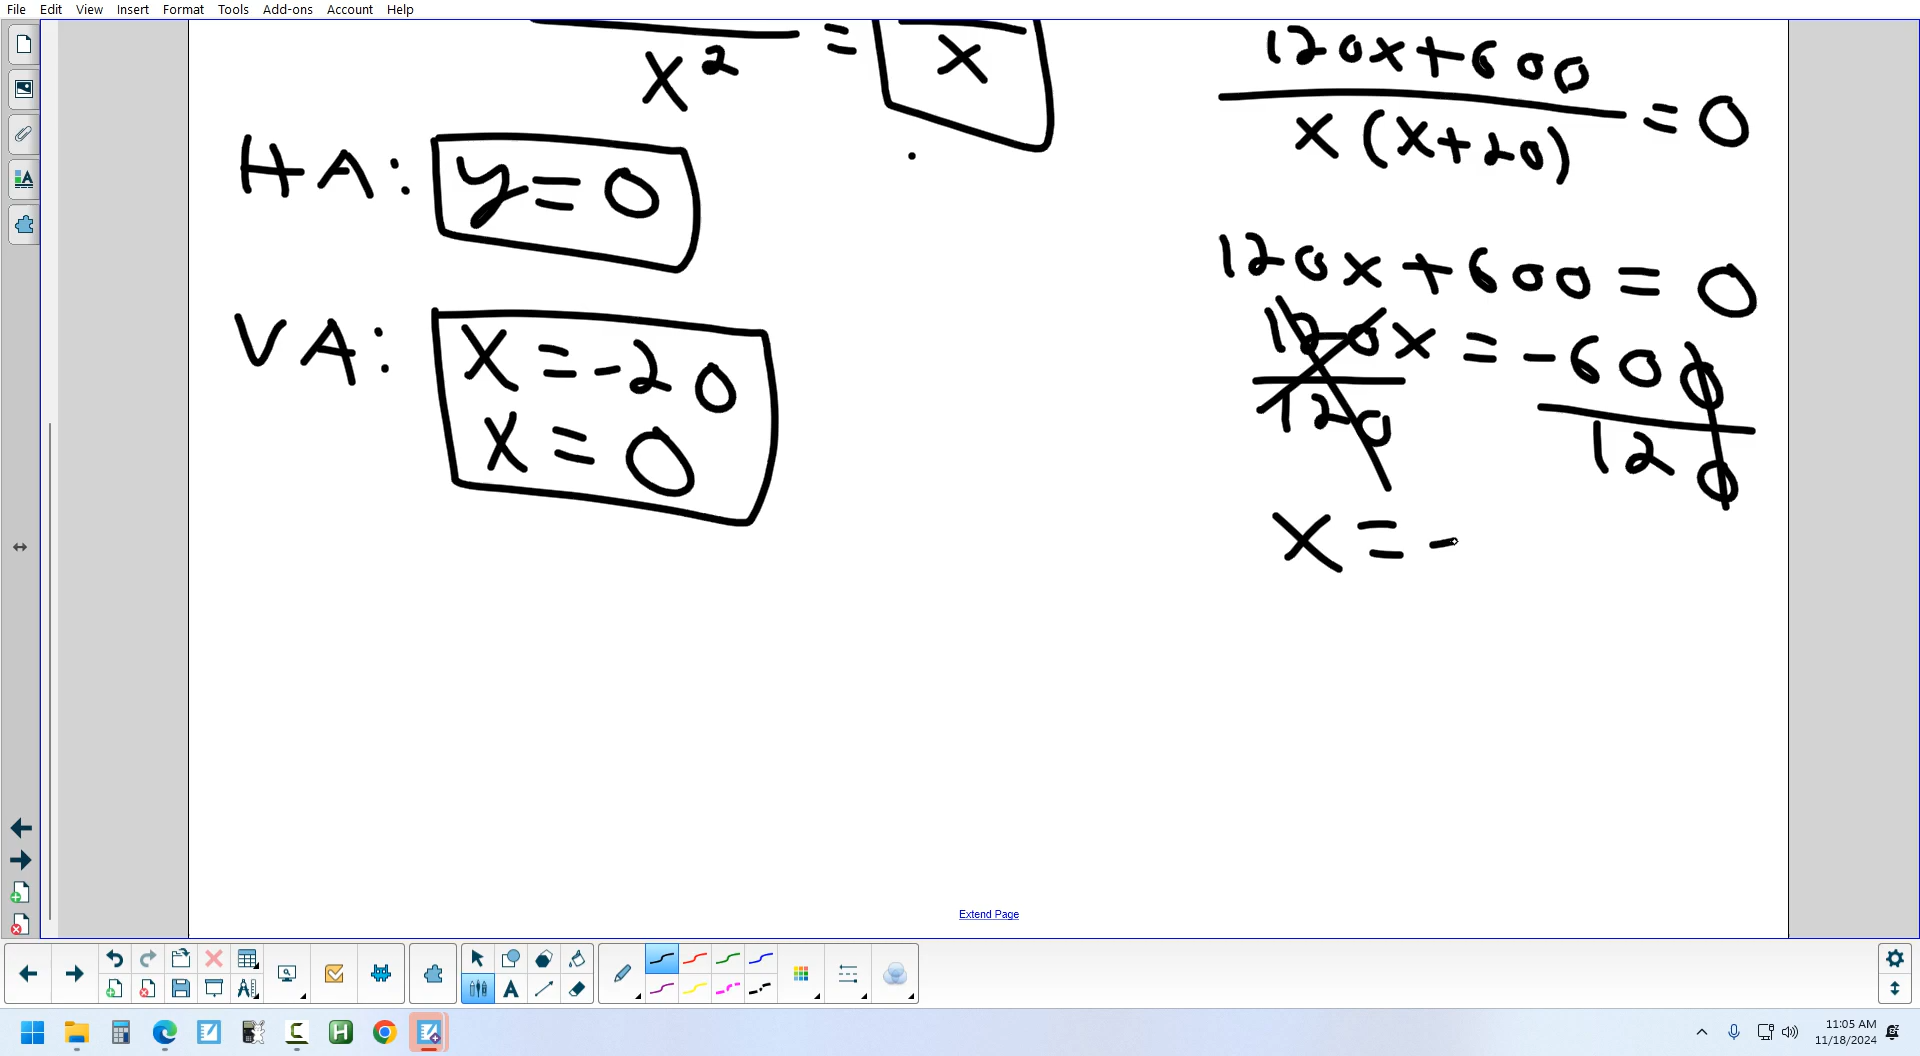 File Edit View Insert Format Tools Add-ons Account Help
x² = x
HA: y = 0
VA: x = -20
x = 0
120x + 600
x (x + 20) = 0
120x + 600 = 0
120x = -600
120 120
x = -
Extend Page
11:05 AM
11/18/2024